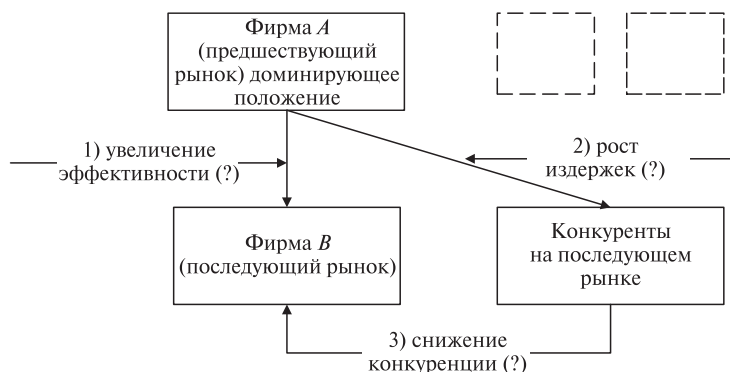 Фирма A
(предшествующий
рынок) доминирующее
положение
1) увеличение
эффективности (?)
2) рост
издержек (?)
Фирма B
(последующий рынок)
Конкуренты
на последующем
рынке
3) снижение
конкуренции (?)